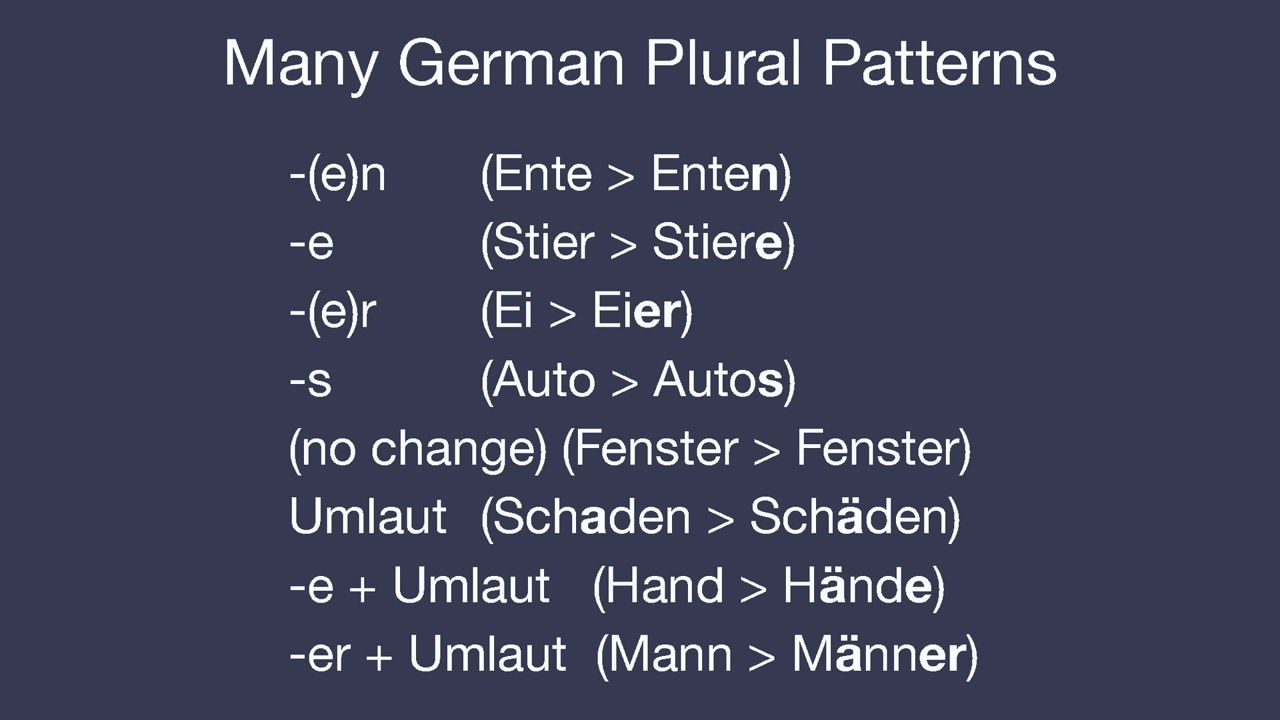 Many German Plural Patterns
-(e)n (Ente > Enten)
-e (Stier > Stiere)
-(e)r (Ei > Eier)
-s (Auto > Autos)
(no change) (Fenster > Fenster)
Umlaut (Schaden > Schäden)
-e + Umlaut (Hand > Hände)
-er + Umlaut (Mann > Männer)